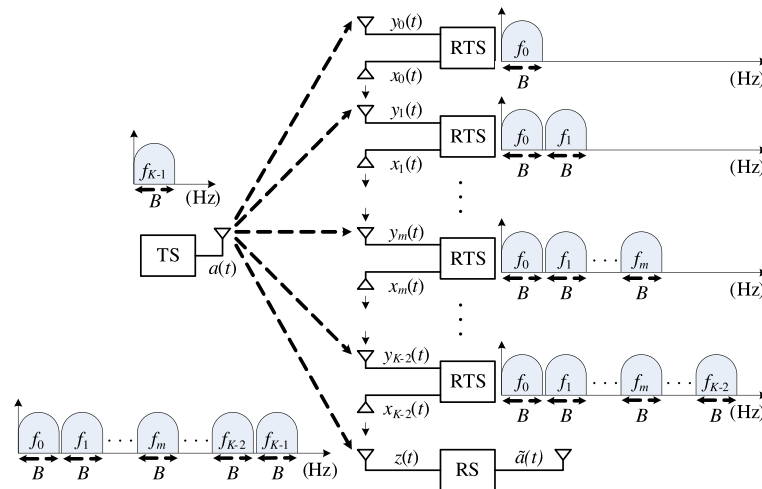 y0(t)
RTS
x0(t)
f0
B
(Hz)
y1(t)
RTS
x1(t)
f0 f1
B B
(Hz)
fK-1
B
(Hz)
TS
a(t)
ym(t)
RTS
xm(t)
f0 f1 · · · fm
B B B
(Hz)
yK-2(t)
RTS
xK-2(t)
f0 f1 · · · fm · · · fK-2
B B B B
(Hz)
f0 f1 · · · fm · · · fK-2 fK-1
B B B B B
(Hz)
z(t)
RS
ã(t)